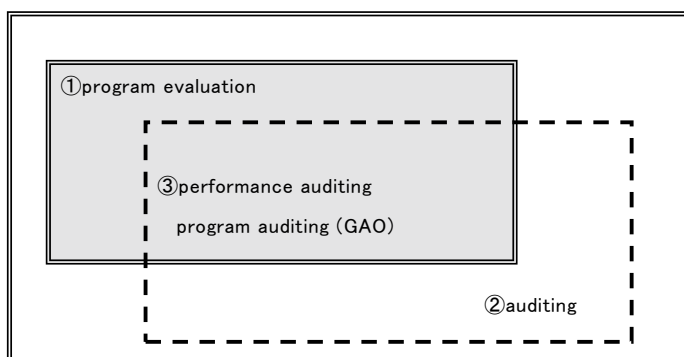 ①program evaluation
③performance auditing
program auditing (GAO)
②auditing